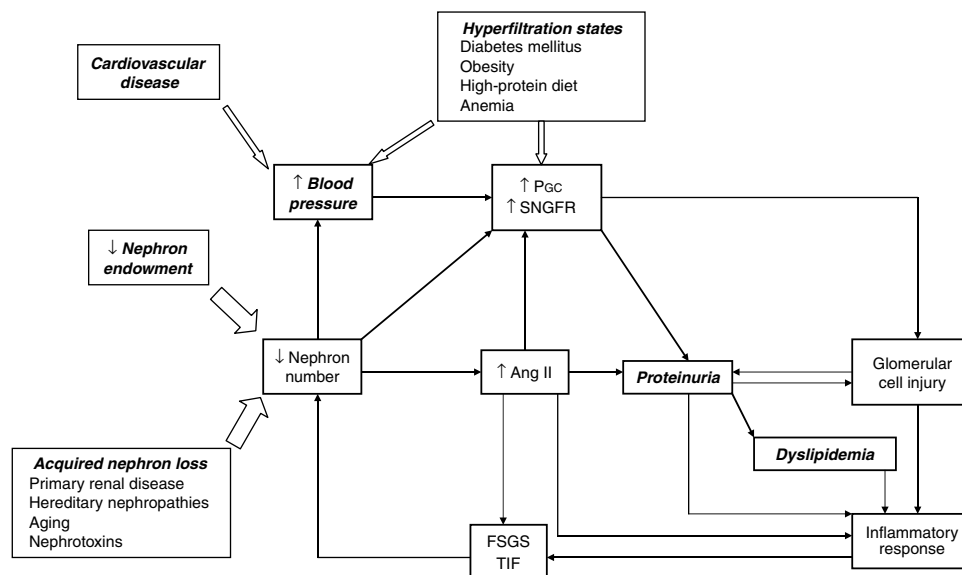 Hyperfiltration states
Diabetes mellitus
Obesity
High-protein diet
Anemia
Cardiovascular
disease
↑ Blood
pressure
↑ PGC
↑ SNGFR
↓ Nephron
endowment
↓ Nephron
number
↑ Ang II
Proteinuria
Glomerular
cell injury
Dyslipidemia
Acquired nephron loss
Primary renal disease
Hereditary nephropathies
Aging
Nephrotoxins
FSGS
TIF
Inflammatory
response